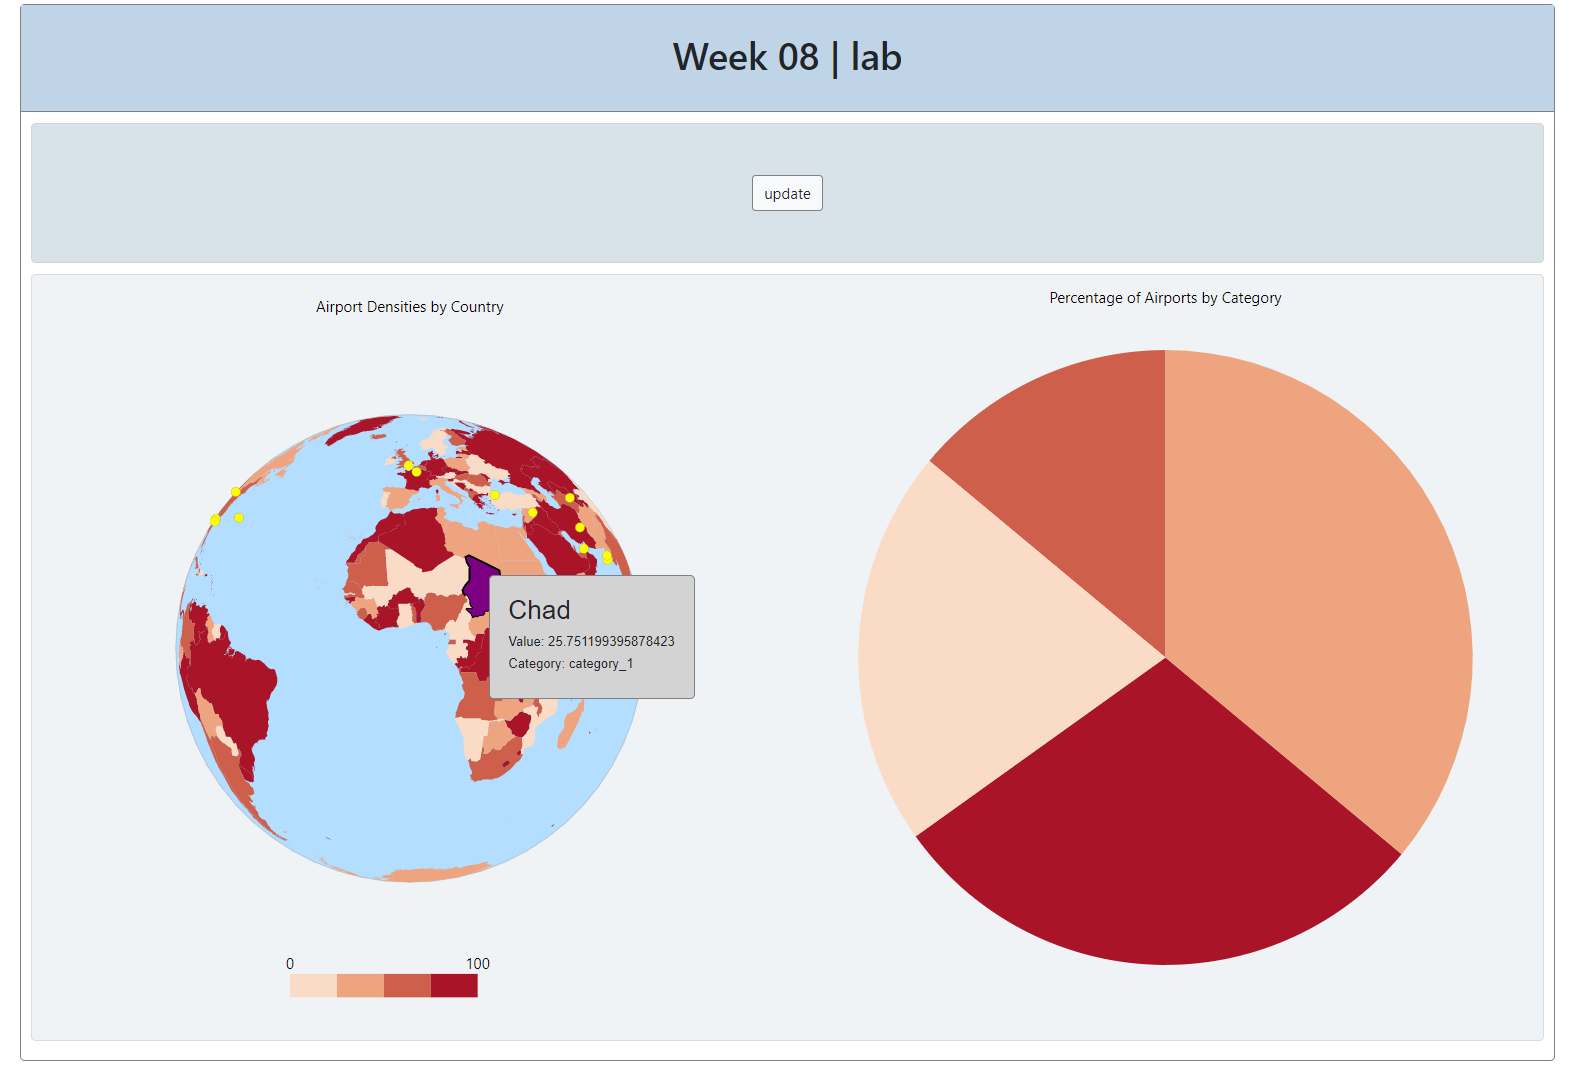 Week 08 | lab
update
Airport Densities by Country
Percentage of Airports by Category
Chad
Value: 25.751199395878423
Category: category_1
0 100